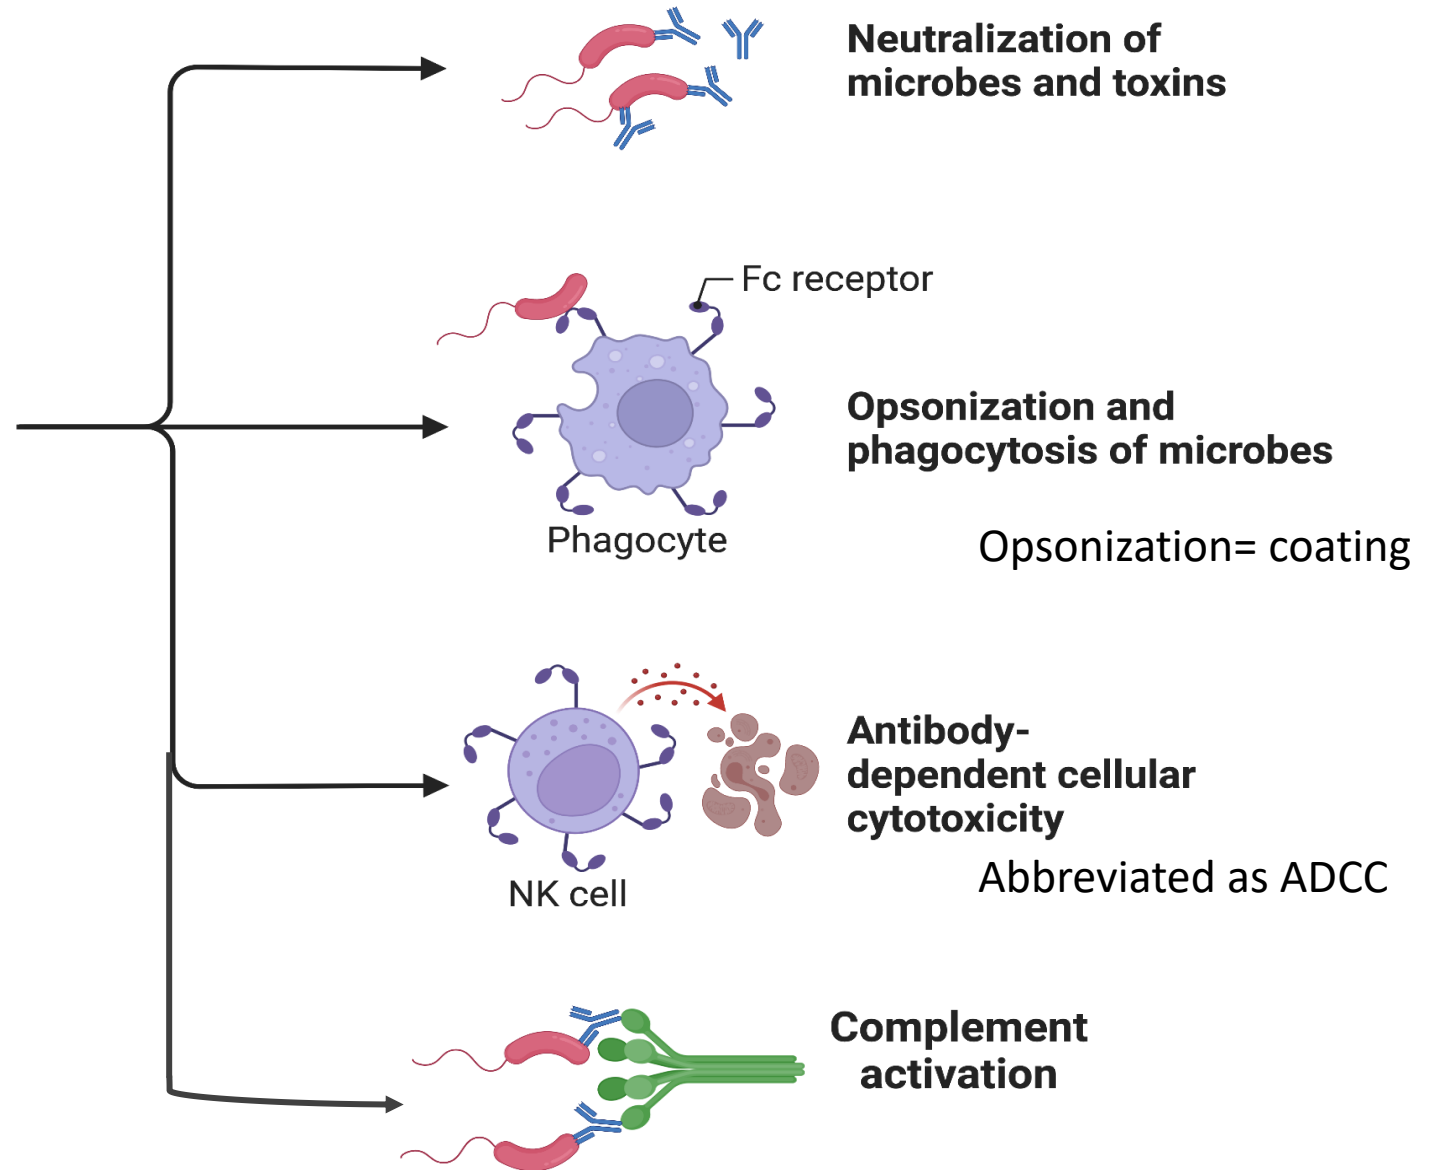 Neutralization of
microbes and toxins
Fc receptor
Opsonization and
phagocytosis of microbes
Phagocyte
Opsonization= coating
Antibody-
dependent cellular
cytotoxicity
Abbreviated as ADCC
NK cell
Complement
activation